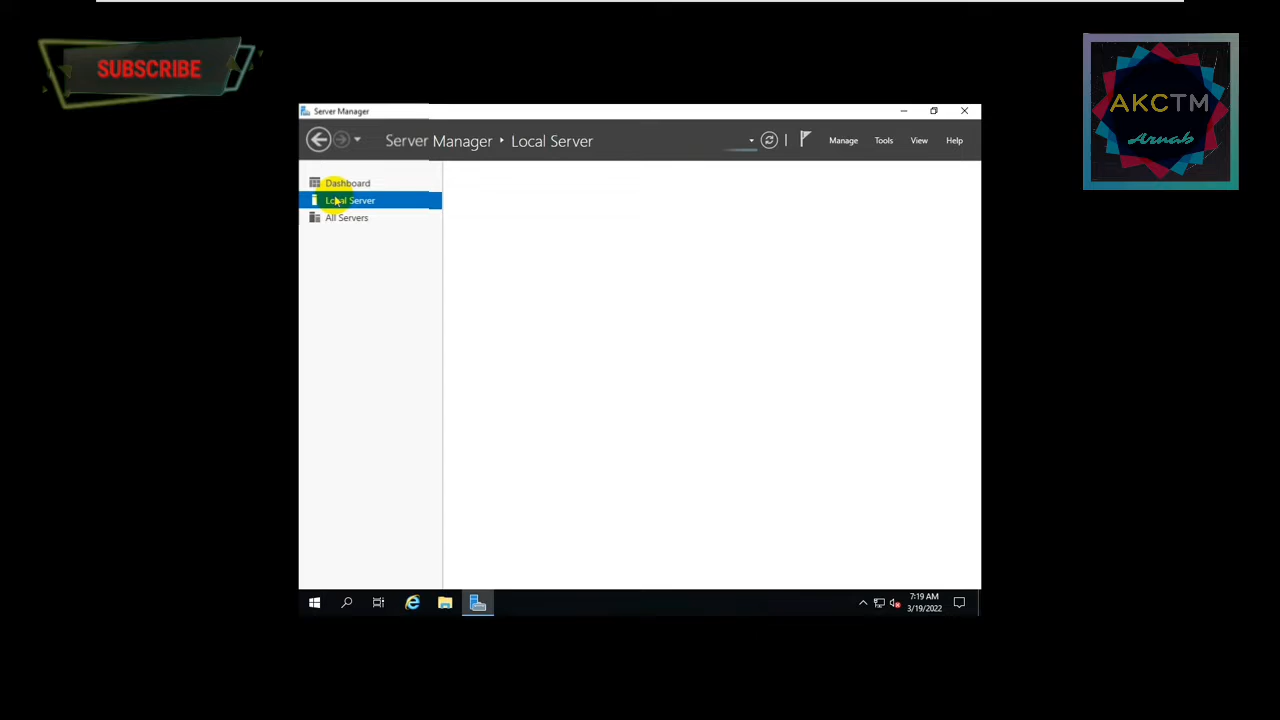 SUBSCRIBE
AKCTM
Arnab
Server Manager
Server Manager ‣ Local Server
Manage Tools View Help
Dashboard
Local Server
All Servers
7:19 AM
3/19/2022